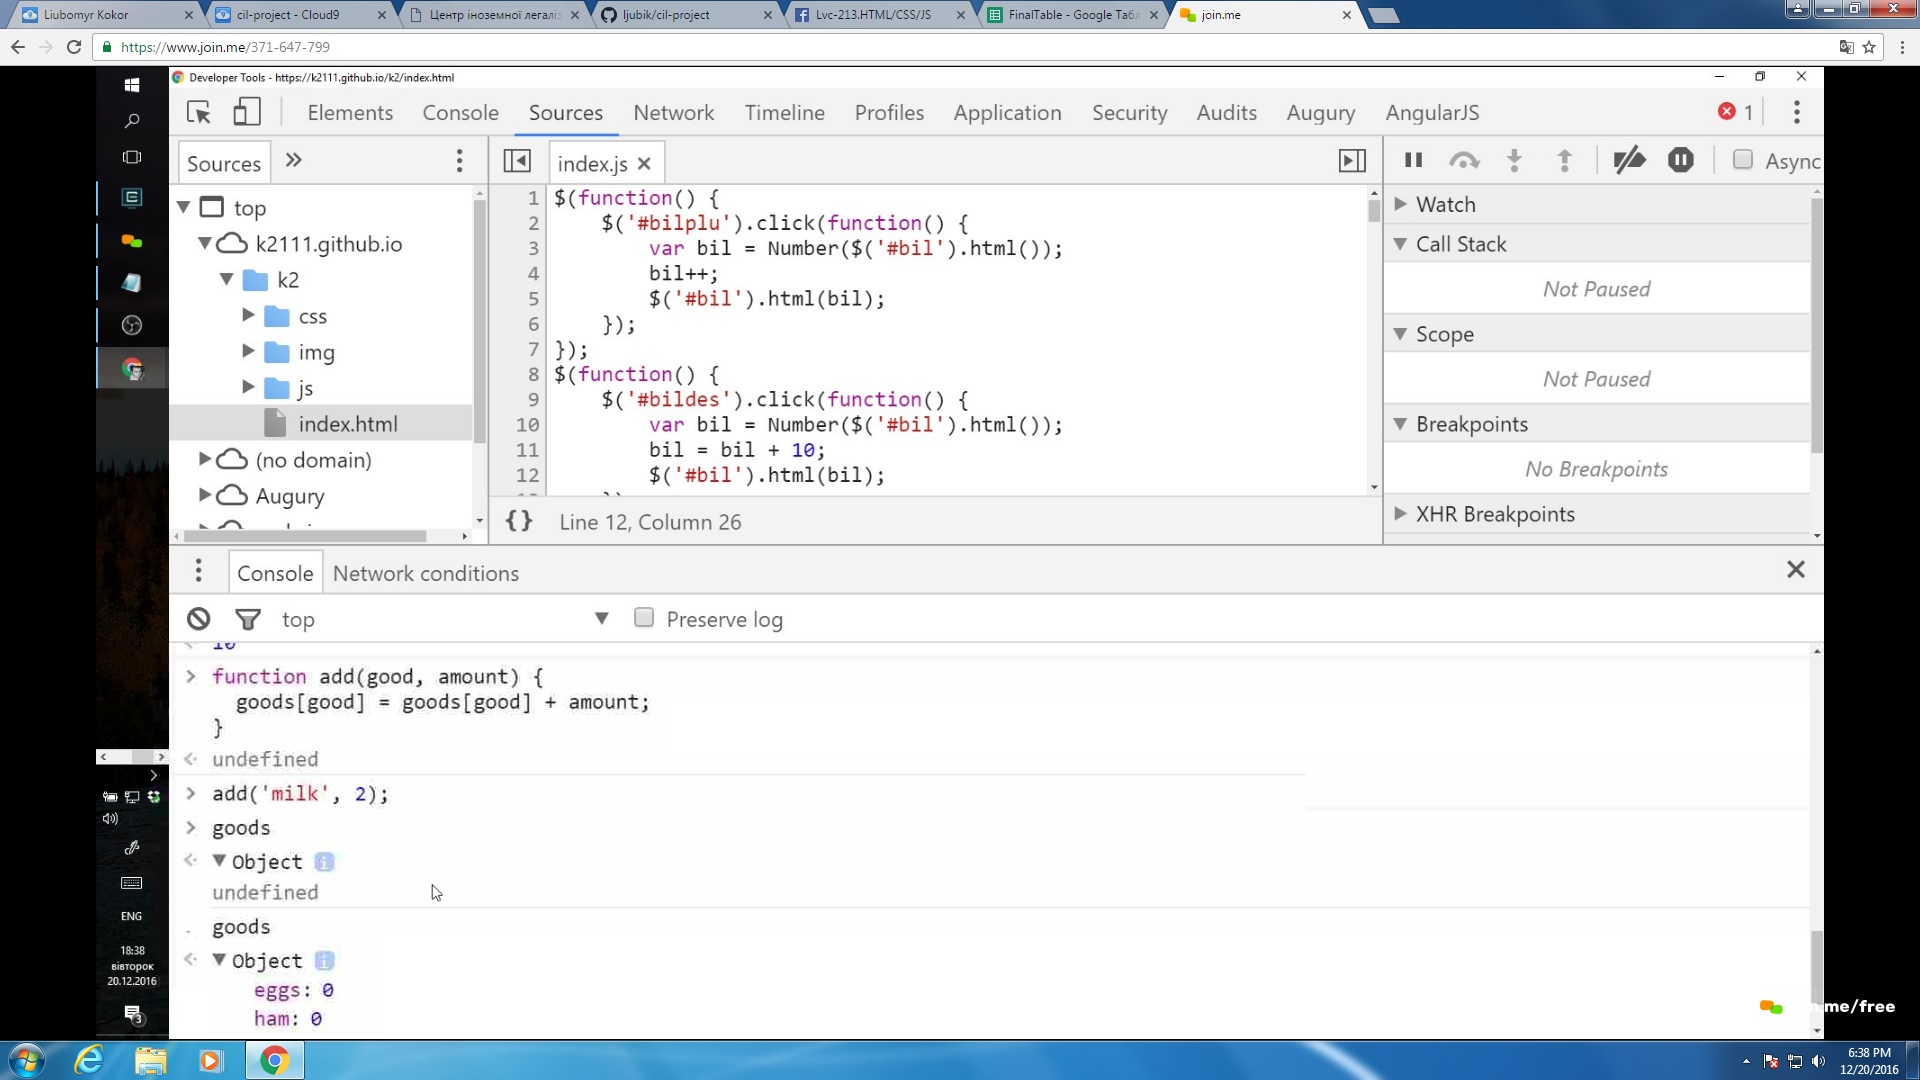 Liubomyr Kokor
cil-project - Cloud9
Центр іноземної легаліз
ljubik/cil-project
Lvc-213.HTML/CSS/JS
FinalTable - Google Табл
join.me
https://www.join.me/371-647-799
Developer Tools - https://k2111.github.io/k2/index.html
Elements Console Sources Network Timeline Profiles Application Security Audits Augury AngularJS 1
Sources
index.js
Async
top
k2111.github.io
k2
css
img
js
index.html
(no domain)
Augury
1 $(function() {
2 $('#bilplu').click(function() {
3 var bil = Number($('#bil').html());
4 bil++;
5 $('#bil').html(bil);
6 });
7 });
8 $(function() {
9 $('#bildes').click(function() {
10 var bil = Number($('#bil').html());
11 bil = bil + 10;
12 $('#bil').html(bil);
{} Line 12, Column 26
Watch
Call Stack
Not Paused
Scope
Not Paused
Breakpoints
No Breakpoints
XHR Breakpoints
Console Network conditions
top Preserve log
10
> function add(good, amount) {
goods[good] = goods[good] + amount;
}
undefined
> add('milk', 2);
> goods
Object i
undefined
goods
Object i
eggs: 0
ham: 0
ENG
18:38
вівторок
20.12.2016
3
me/free
6:38 PM
12/20/2016